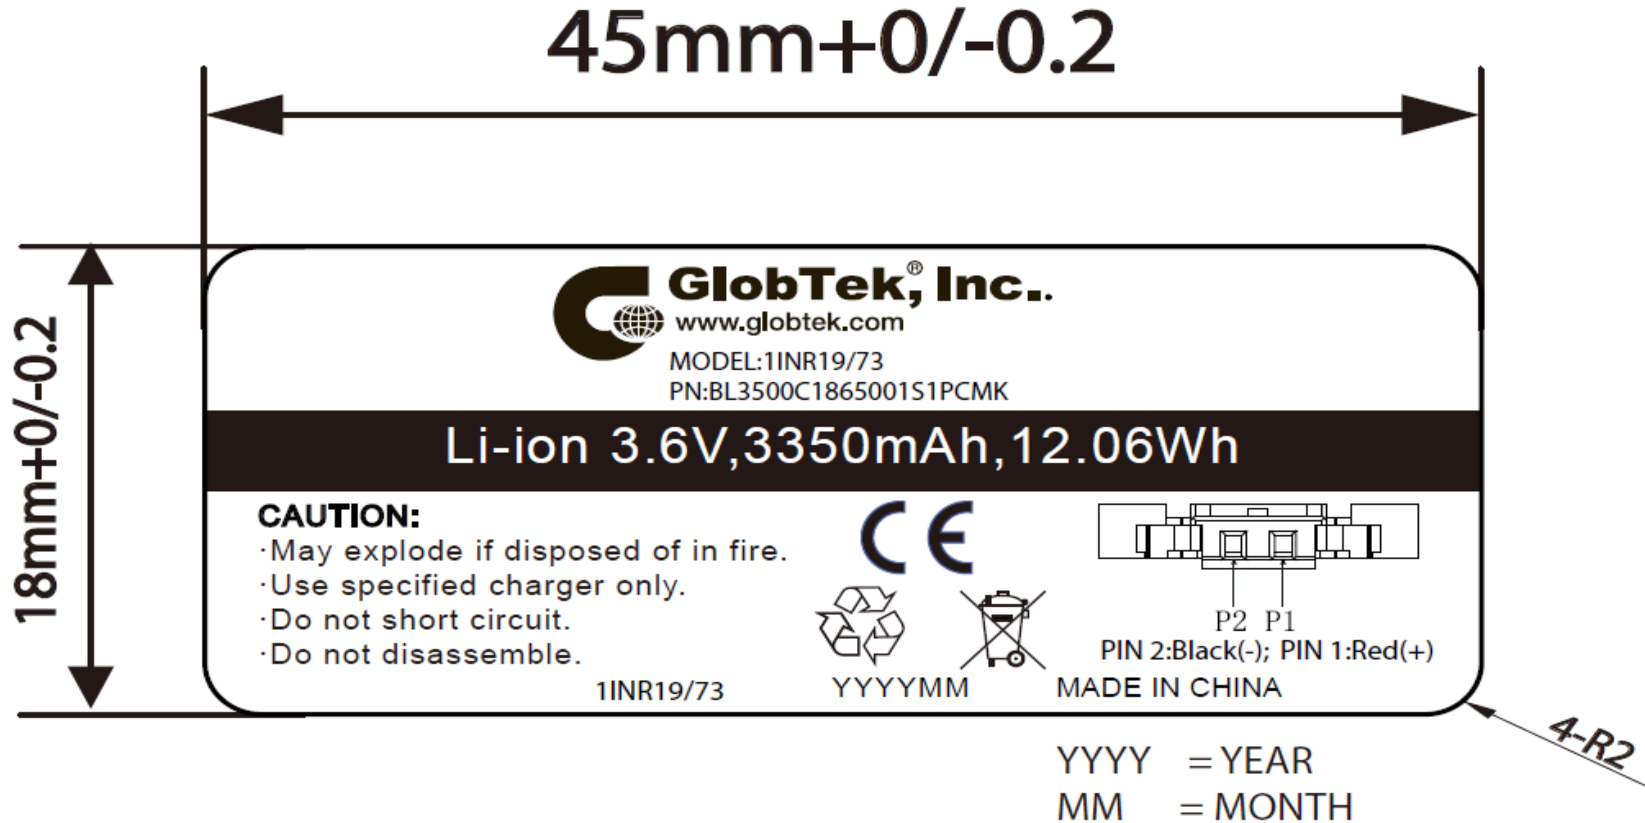 45mm+0/-0.2
18mm+0/-0.2
GlobTek®, Inc..
www.globtek.com
MODEL:1INR19/73
PN:BL3500C1865001S1PCMK
Li-ion 3.6V,3350mAh,12.06Wh
CAUTION:
·May explode if disposed of in fire.
·Use specified charger only.
·Do not short circuit.
·Do not disassemble.
1INR19/73
CE
YYYYMM
P2 P1
PIN 2:Black(-); PIN 1:Red(+)
MADE IN CHINA
4-R2
YYYY = YEAR
MM = MONTH